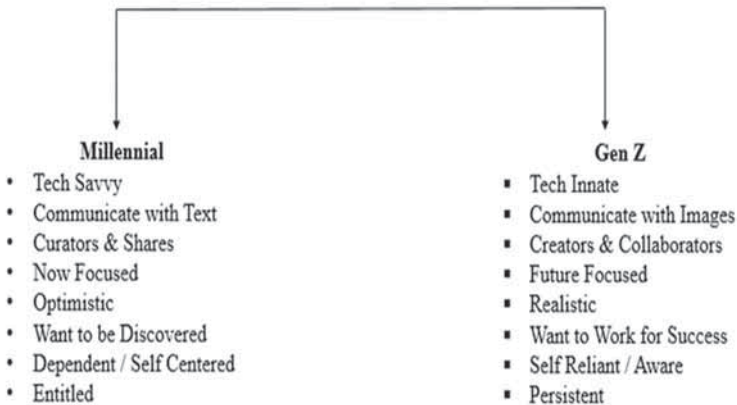 Millennial
• Tech Savvy
• Communicate with Text
• Curators & Shares
• Now Focused
• Optimistic
• Want to be Discovered
• Dependent / Self Centered
• Entitled
Gen Z
▪ Tech Innate
▪ Communicate with Images
▪ Creators & Collaborators
▪ Future Focused
▪ Realistic
▪ Want to Work for Success
▪ Self Reliant / Aware
▪ Persistent